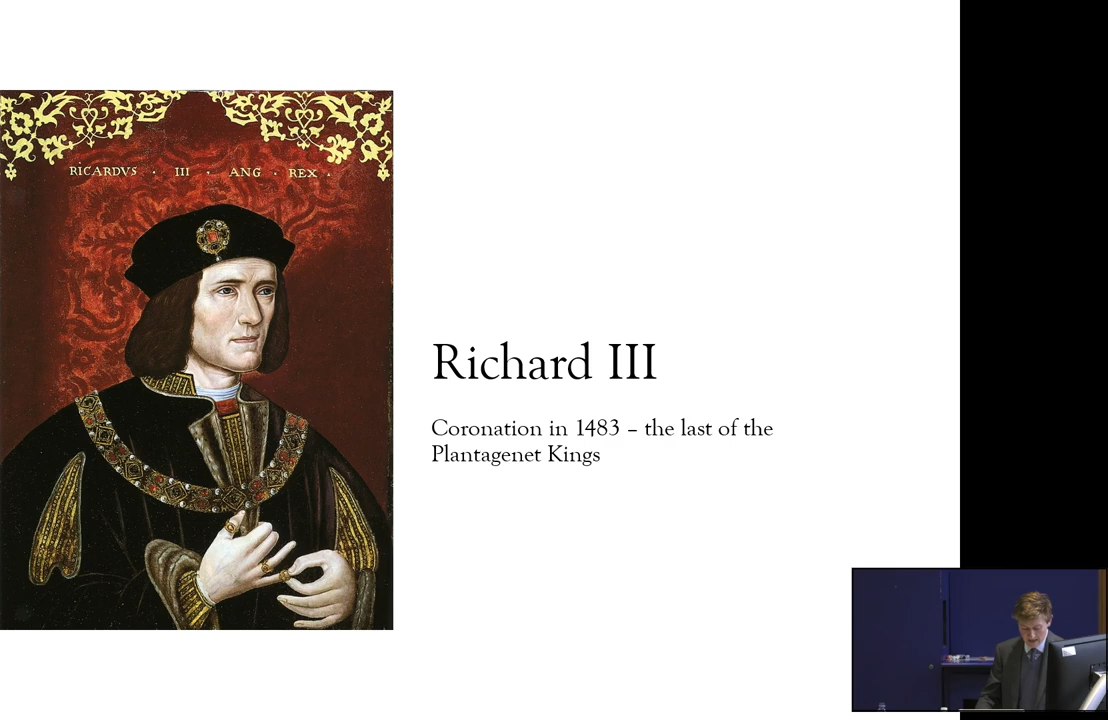 RICARDVS · III · ANG · REX ·
Richard III
Coronation in 1483 – the last of the
Plantagenet Kings